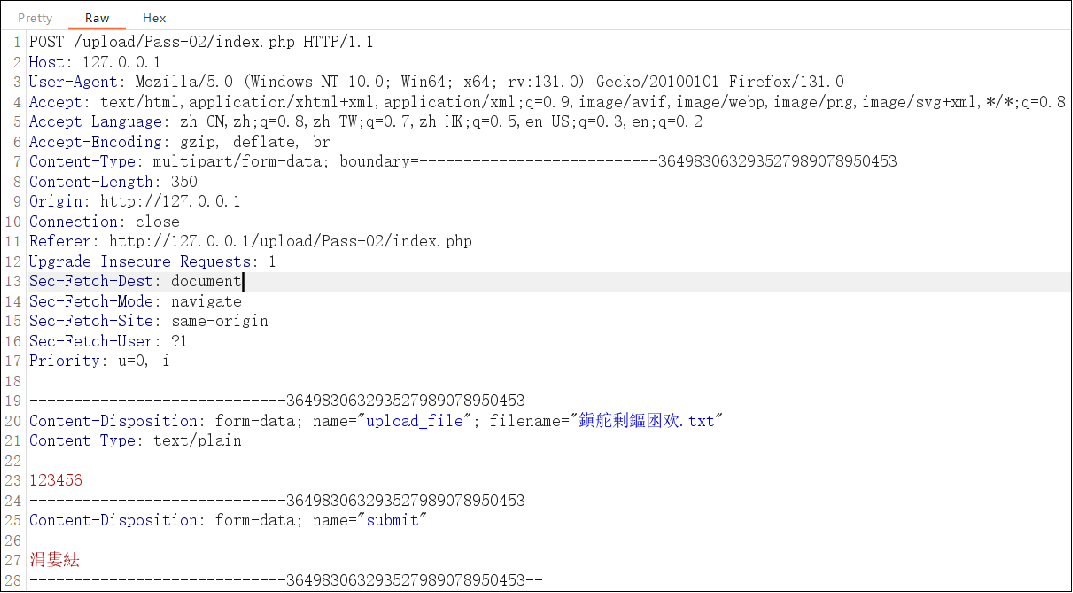 Pretty Raw Hex
1 POST /upload/Pass-02/index.php HTTP/1.1
2 Host: 127.0.0.1
3 User-Agent: Mozilla/5.0 (Windows NT 10.0; Win64; x64; rv:131.0) Gecko/20100101 Firefox/131.0
4 Accept: text/html,application/xhtml+xml,application/xml;q=0.9,image/avif,image/webp,image/png,image/svg+xml,*/*;q=0.8
5 Accept-Language: zh-CN,zh;q=0.8,zh-TW;q=0.7,zh-HK;q=0.5,en-US;q=0.3,en;q=0.2
6 Accept-Encoding: gzip, deflate, br
7 Content-Type: multipart/form-data; boundary=---------------------------364983063293527989078950453
8 Content-Length: 350
9 Origin: http://127.0.0.1
10 Connection: close
11 Referer: http://127.0.0.1/upload/Pass-02/index.php
12 Upgrade-Insecure-Requests: 1
13 Sec-Fetch-Dest: document
14 Sec-Fetch-Mode: navigate
15 Sec-Fetch-Site: same-origin
16 Sec-Fetch-User: ?1
17 Priority: u=0, i
18
19 -----------------------------364983063293527989078950453
20 Content-Disposition: form-data; name="upload_file"; filename="鎭舵剰鏂囦欢.txt"
21 Content-Type: text/plain
22
23 123456
24 -----------------------------364983063293527989078950453
25 Content-Disposition: form-data; name="submit"
26
27 涓婁紶
28 -----------------------------364983063293527989078950453--